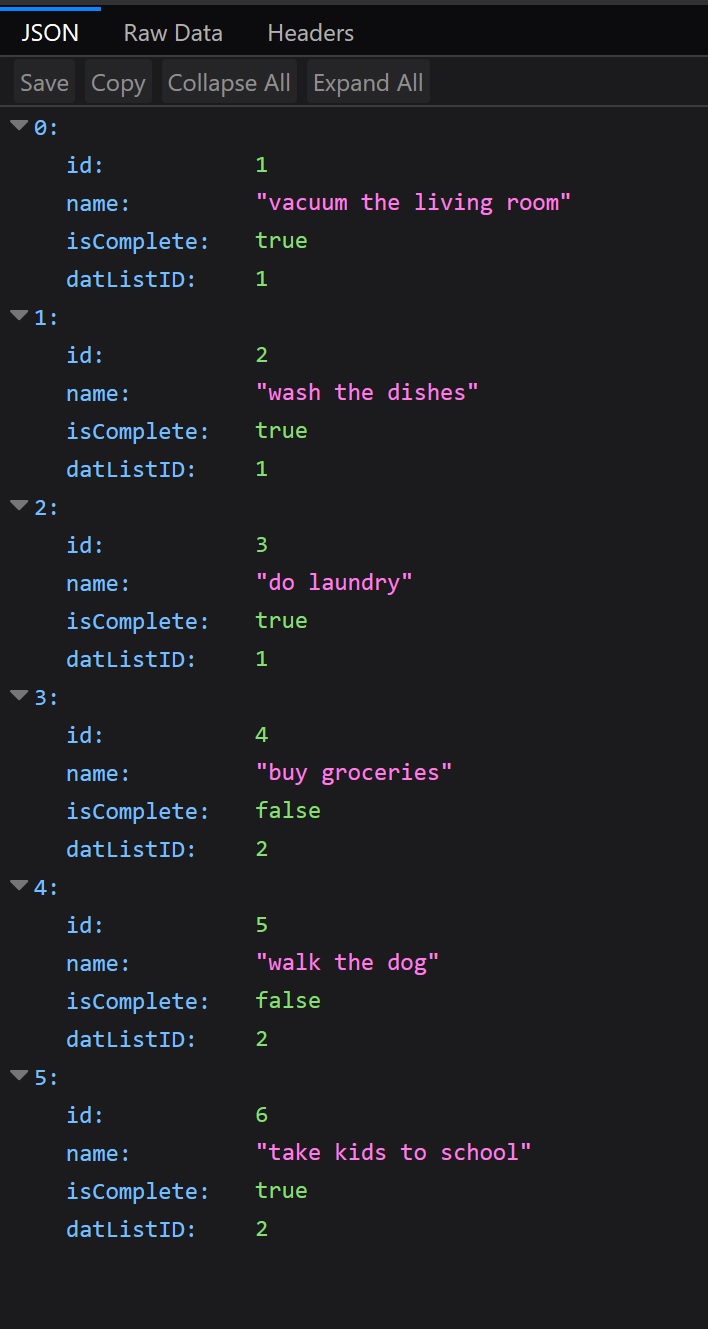 JSON Raw Data Headers
Save Copy Collapse All Expand All
0:
id: 1
name: "vacuum the living room"
isComplete: true
datListID: 1
1:
id: 2
name: "wash the dishes"
isComplete: true
datListID: 1
2:
id: 3
name: "do laundry"
isComplete: true
datListID: 1
3:
id: 4
name: "buy groceries"
isComplete: false
datListID: 2
4:
id: 5
name: "walk the dog"
isComplete: false
datListID: 2
5:
id: 6
name: "take kids to school"
isComplete: true
datListID: 2